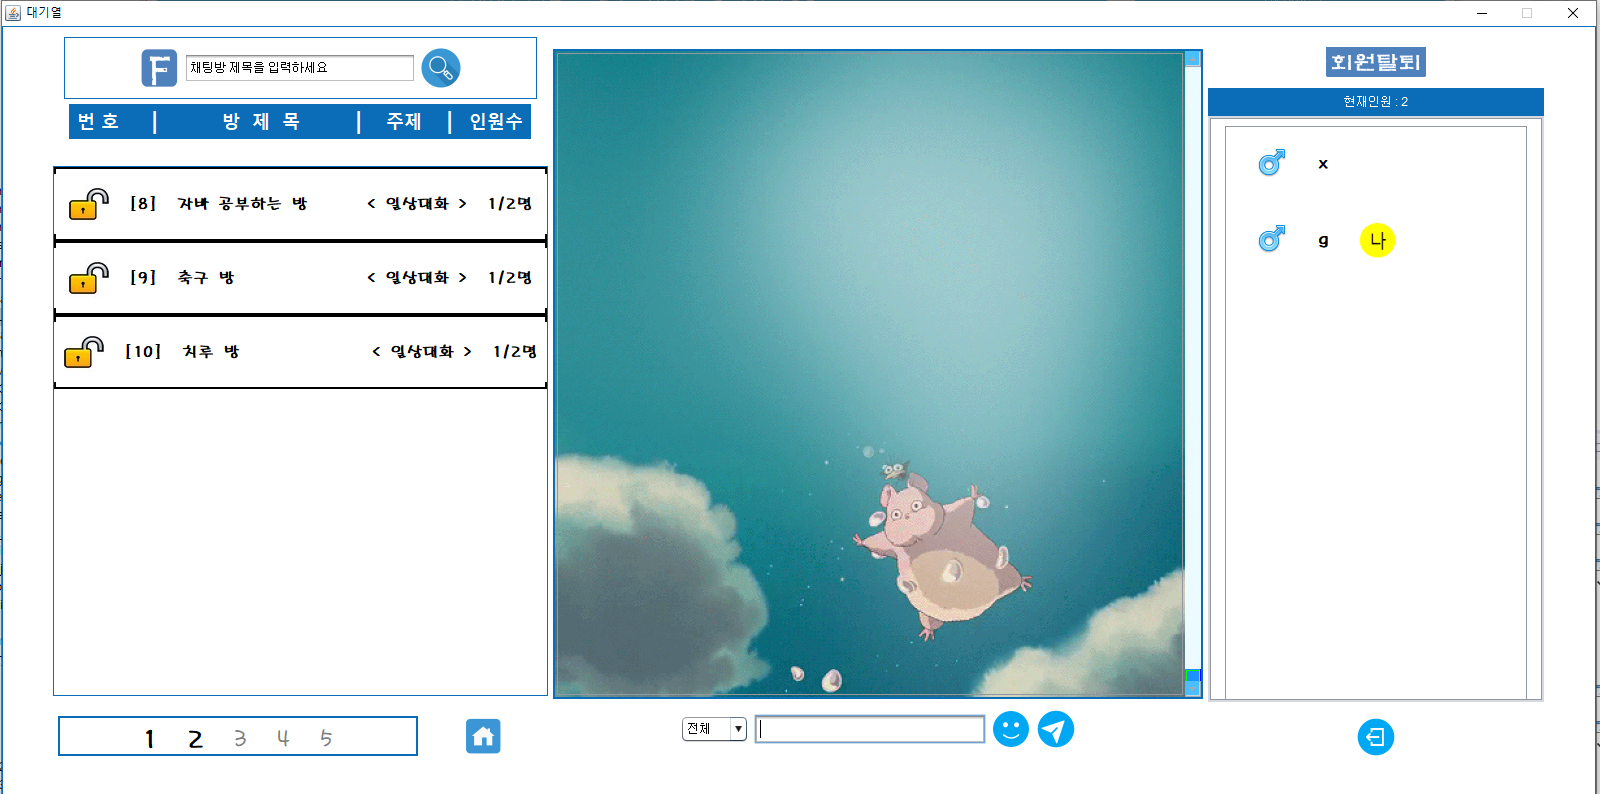 대기열
F 채팅방 제목을 입력하세요
번 호 | 방 제 목 | 주제 | 인원수
[8] 자바 공부하는 방 < 일상대화 > 1/2명
[9] 축구 방 < 일상대화 > 1/2명
[10] 치루 방 < 일상대화 > 1/2명
1 2 3 4 5
전체
회원탈퇴
현재인원 : 2
x
g 나